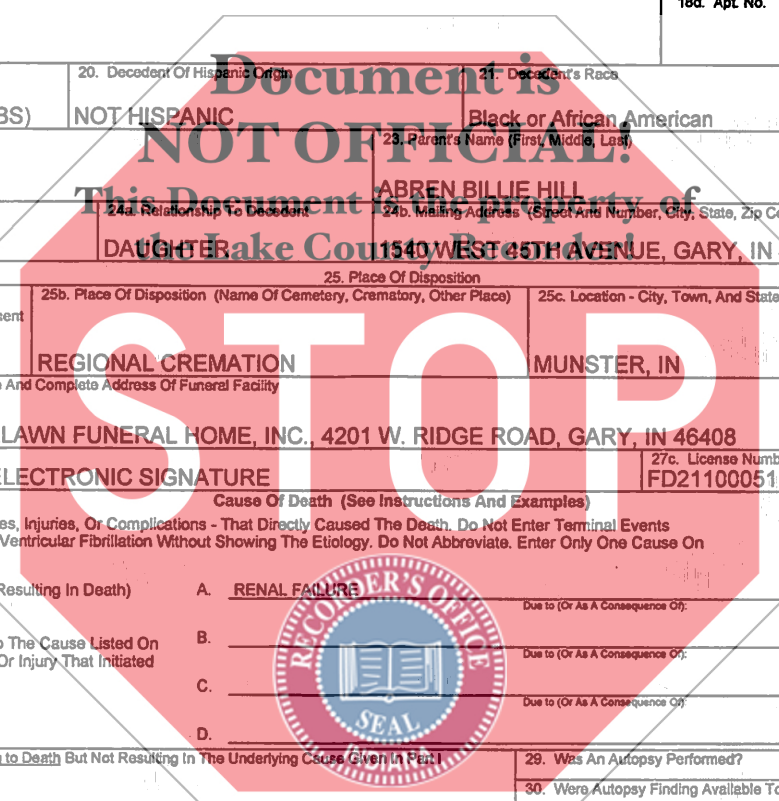 18d. Apt. No.
Document is
20. Decedent Of Hispanic Origin
21. Decedent's Race
BS)
NOT HISPANIC
Black or African American
NOT OFFICIAL!
23. Parent's Name (First, Middle, Last)
ABREN BILLIE HILL
This Document is the property of
24a. Relationship To Decedent
24b. Mailing Address (Street And Number, City, State, Zip Co
DAUGHTER
1540 WEST 45TH AVENUE, GARY, IN
the Lake County Recorder!
25. Place Of Disposition
25b. Place Of Disposition (Name Of Cemetery, Crematory, Other Place)
25c. Location - City, Town, And State
ent
STOP
REGIONAL CREMATION
MUNSTER, IN
And Complete Address Of Funeral Facility
LAWN FUNERAL HOME, INC., 4201 W. RIDGE ROAD, GARY, IN 46408
27c. License Numb
ELECTRONIC SIGNATURE
FD21100051
Cause Of Death (See Instructions And Examples)
es, Injuries, Or Complications - That Directly Caused The Death. Do Not Enter Terminal Events
Ventricular Fibrillation Without Showing The Etiology. Do Not Abbreviate. Enter Only One Cause On
Resulting In Death)
A. RENAL FAILURE
Due to (Or As A Consequence Of):
o The Cause Listed On
B.
Or Injury That Initiated
Due to (Or As A Consequence Of):
C.
Due to (Or As A Consequence Of):
D.
RECORDER'S OFFICE
SEAL
INDIANA
to Death But Not Resulting In The Underlying Cause Given In Part I
29. Was An Autopsy Performed?
30. Were Autopsy Finding Available To